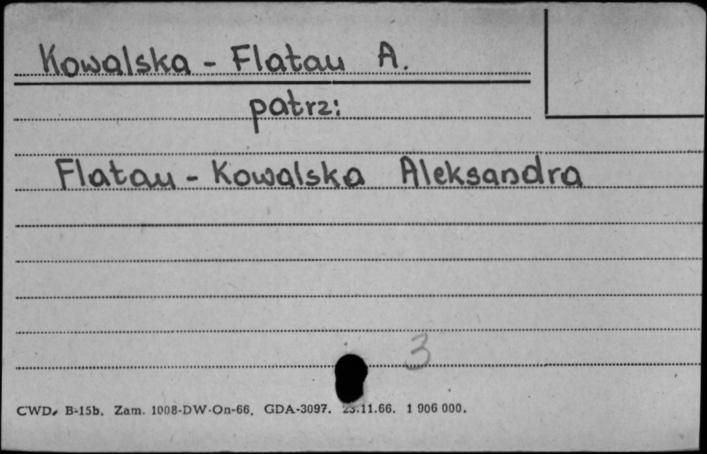 Kowalska - Flatau A.
patrz:
Flatau - Kowalska Aleksandra
3
CWD. B-15b. Zam. 1008-DW-On-66. GDA-3097. 23.11.66. 1 906 000.